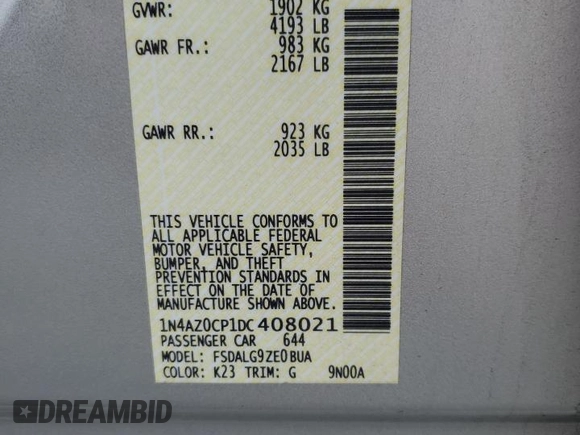 GVWR: 1902 KG
4193 LB
GAWR FR.: 983 KG
2167 LB
GAWR RR.: 923 KG
2035 LB
THIS VEHICLE CONFORMS TO
ALL APPLICABLE FEDERAL
MOTOR VEHICLE SAFETY,
BUMPER, AND THEFT
PREVENTION STANDARDS IN
EFFECT ON THE DATE OF
MANUFACTURE SHOWN ABOVE.
1N4AZ0CP1DC408021
PASSENGER CAR 644
MODEL: FSDALG9ZE0BUA
COLOR: K23 TRIM: G 9N00A
DREAMBID